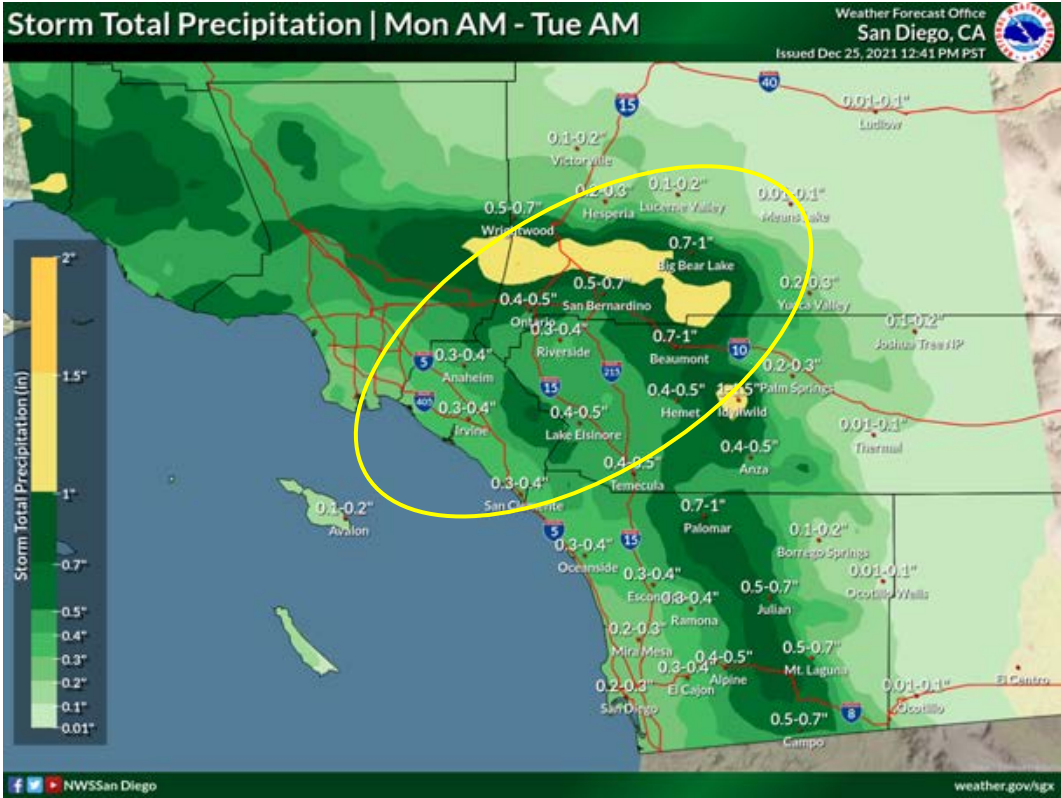 Storm Total Precipitation | Mon AM - Tue AM
Weather Forecast Office
San Diego, CA
Issued Dec 25, 2021 12:41 PM PST
40
15
0.01-0.1"
Ludlow
0.1-0.2"
Victorville
0.2-0.3"
Hesperia
0.1-0.2"
Lucerne Valley
0.01-0.1"
Means Lake
0.5-0.7"
Wrightwood
0.7-1"
Big Bear Lake
0.5-0.7"
San Bernardino
0.2-0.3"
Yucca Valley
0.4-0.5"
Ontario
0.3-0.4"
Riverside
0.7-1"
Beaumont
10
0.1-0.2"
Joshua Tree NP
5
0.3-0.4"
Anaheim
215
15
0.2-0.3"
Palm Springs
405
0.3-0.4"
Irvine
0.4-0.5"
Lake Elsinore
0.4-0.5"
Hemet
1-1.5"
Idyllwild
0.01-0.1"
Thermal
0.4-0.5"
Temecula
0.4-0.5"
Anza
0.3-0.4"
San Clemente
0.1-0.2"
Avalon
0.7-1"
Palomar
5
15
0.3-0.4"
Oceanside
0.1-0.2"
Borrego Springs
0.3-0.4"
Escondido
0.3-0.4"
Ramona
0.5-0.7"
Julian
0.01-0.1"
Ocotillo Wells
0.2-0.3"
Mira Mesa
0.3-0.4"
El Cajon
0.4-0.5"
Alpine
0.5-0.7"
Mt. Laguna
El Centro
0.2-0.3"
San Diego
0.01-0.1"
Ocotillo
8
0.5-0.7"
Campo
Storm Total Precipitation (in)
2"
1.5"
1"
0.7"
0.5"
0.4"
0.3"
0.2"
0.1"
0.01"
NWSSan Diego
weather.gov/sgx